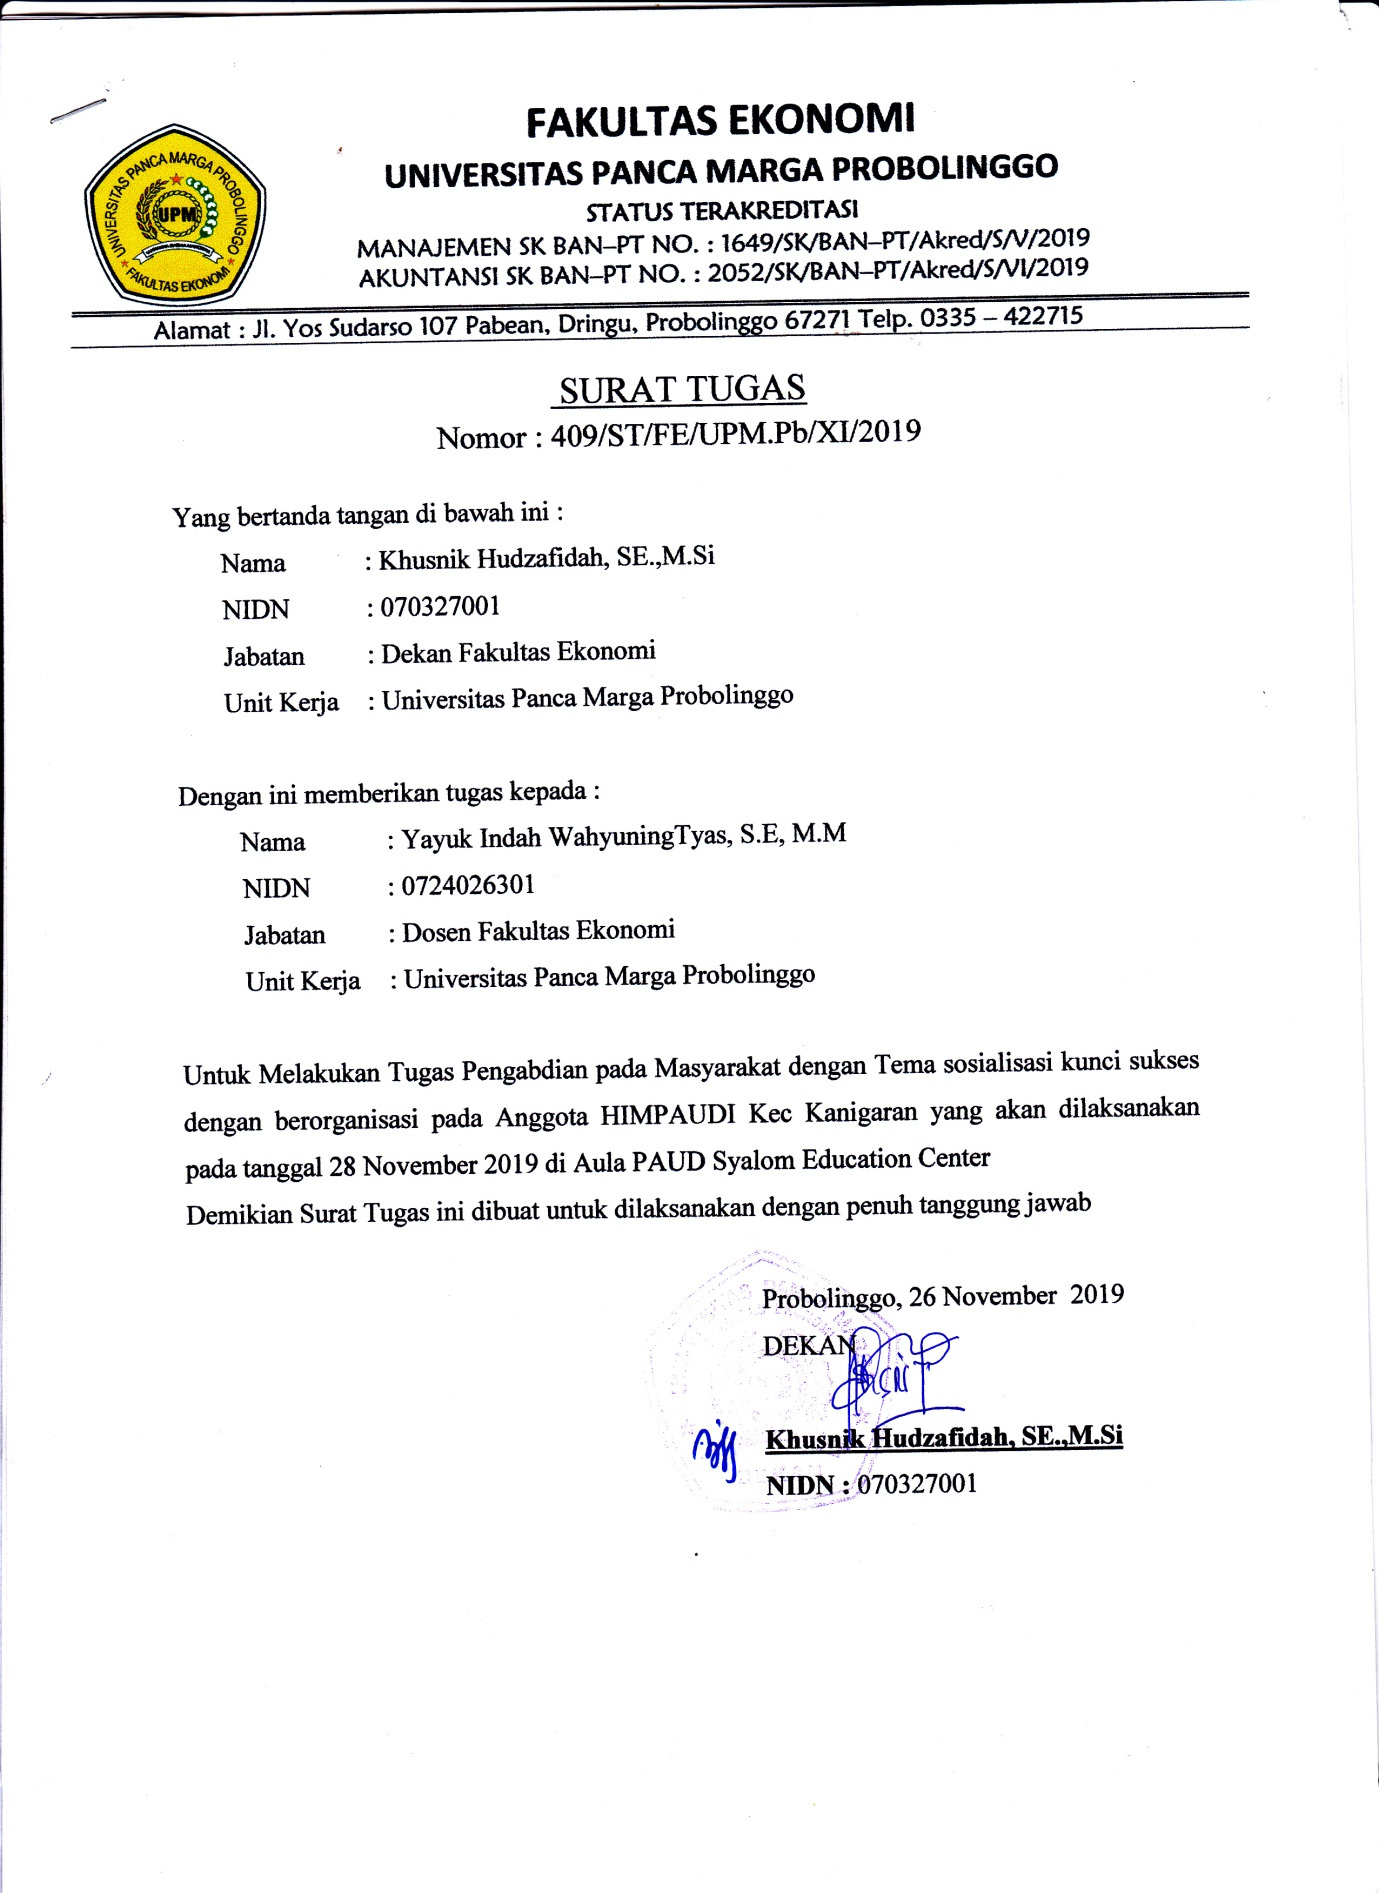 FAKULTAS EKONOMI
UNIVERSITAS PANCA MARGA PROBOLINGGO
STATUS TERAKREDITASI
MANAJEMEN SK BAN–PT NO. : 1649/SK/BAN–PT/Akred/S/V/2019
AKUNTANSI SK BAN–PT NO. : 2052/SK/BAN–PT/Akred/S/VI/2019
UNIVERSITAS PANCA MARGA PROBOLINGGO
UPM
FAKULTAS EKONOMI
Alamat : Jl. Yos Sudarso 107 Pabean, Dringu, Probolinggo 67271 Telp. 0335 – 422715
SURAT TUGAS
Nomor : 409/ST/FE/UPM.Pb/XI/2019
Yang bertanda tangan di bawah ini :
Nama : Khusnik Hudzafidah, SE.,M.Si
NIDN : 070327001
Jabatan : Dekan Fakultas Ekonomi
Unit Kerja : Universitas Panca Marga Probolinggo
Dengan ini memberikan tugas kepada :
Nama : Yayuk Indah WahyuningTyas, S.E, M.M
NIDN : 0724026301
Jabatan : Dosen Fakultas Ekonomi
Unit Kerja : Universitas Panca Marga Probolinggo
Untuk Melakukan Tugas Pengabdian pada Masyarakat dengan Tema sosialisasi kunci sukses
dengan berorganisasi pada Anggota HIMPAUDI Kec Kanigaran yang akan dilaksanakan
pada tanggal 28 November 2019 di Aula PAUD Syalom Education Center
Demikian Surat Tugas ini dibuat untuk dilaksanakan dengan penuh tanggung jawab
Probolinggo, 26 November 2019
DEKAN
Khusnik Hudzafidah, SE.,M.Si
NIDN : 070327001